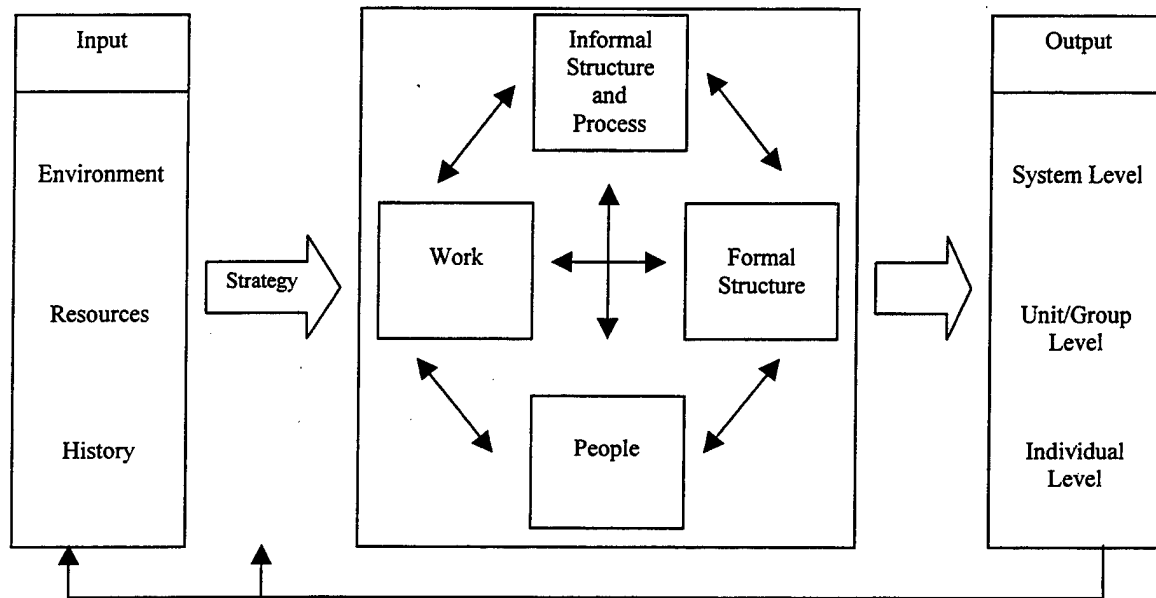 Input
Environment
Resources
History
Strategy
Informal
Structure
and
Process
Work
Formal
Structure
People
Output
System Level
Unit/Group
Level
Individual
Level